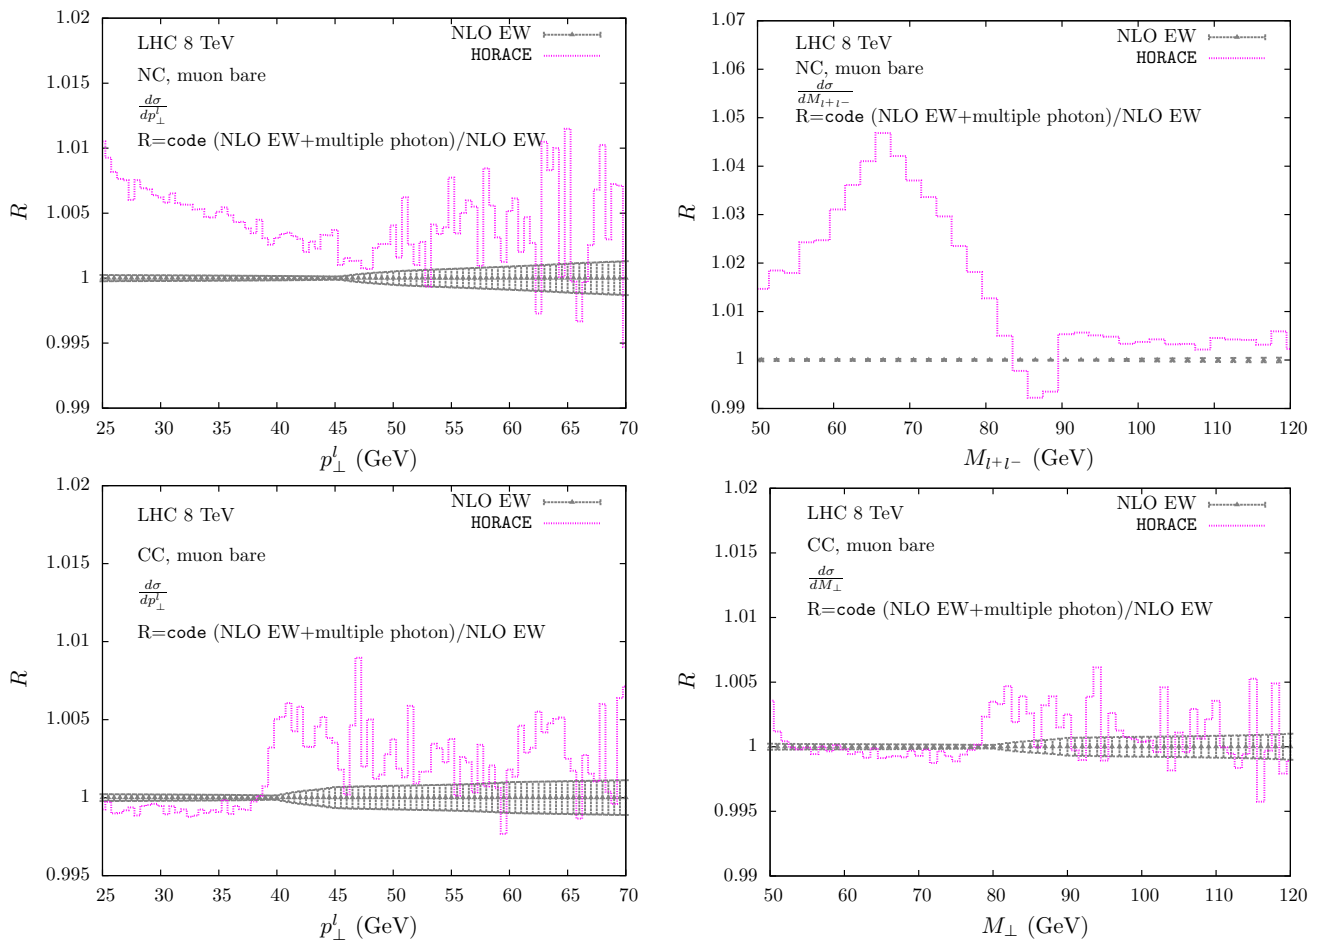 1.02
1.015
1.01
1.005
1
0.995
0.99
R
LHC 8 TeV
NC, muon bare
dσ/dp⊥^l
R=code (NLO EW+multiple photon)/NLO EW
NLO EW
HORACE
25 30 35 40 45 50 55 60 65 70
p⊥^l (GeV)
1.07
1.06
1.05
1.04
1.03
1.02
1.01
1
0.99
R
LHC 8 TeV
NC, muon bare
dσ/dM_{l+l−}
R=code (NLO EW+multiple photon)/NLO EW
NLO EW
HORACE
50 60 70 80 90 100 110 120
M_{l+l−} (GeV)
1.02
1.015
1.01
1.005
1
0.995
R
LHC 8 TeV
CC, muon bare
dσ/dp⊥^l
R=code (NLO EW+multiple photon)/NLO EW
NLO EW
HORACE
25 30 35 40 45 50 55 60 65 70
p⊥^l (GeV)
1.02
1.015
1.01
1.005
1
0.995
0.99
R
LHC 8 TeV
CC, muon bare
dσ/dM⊥
R=code (NLO EW+multiple photon)/NLO EW
NLO EW
HORACE
50 60 70 80 90 100 110 120
M⊥ (GeV)